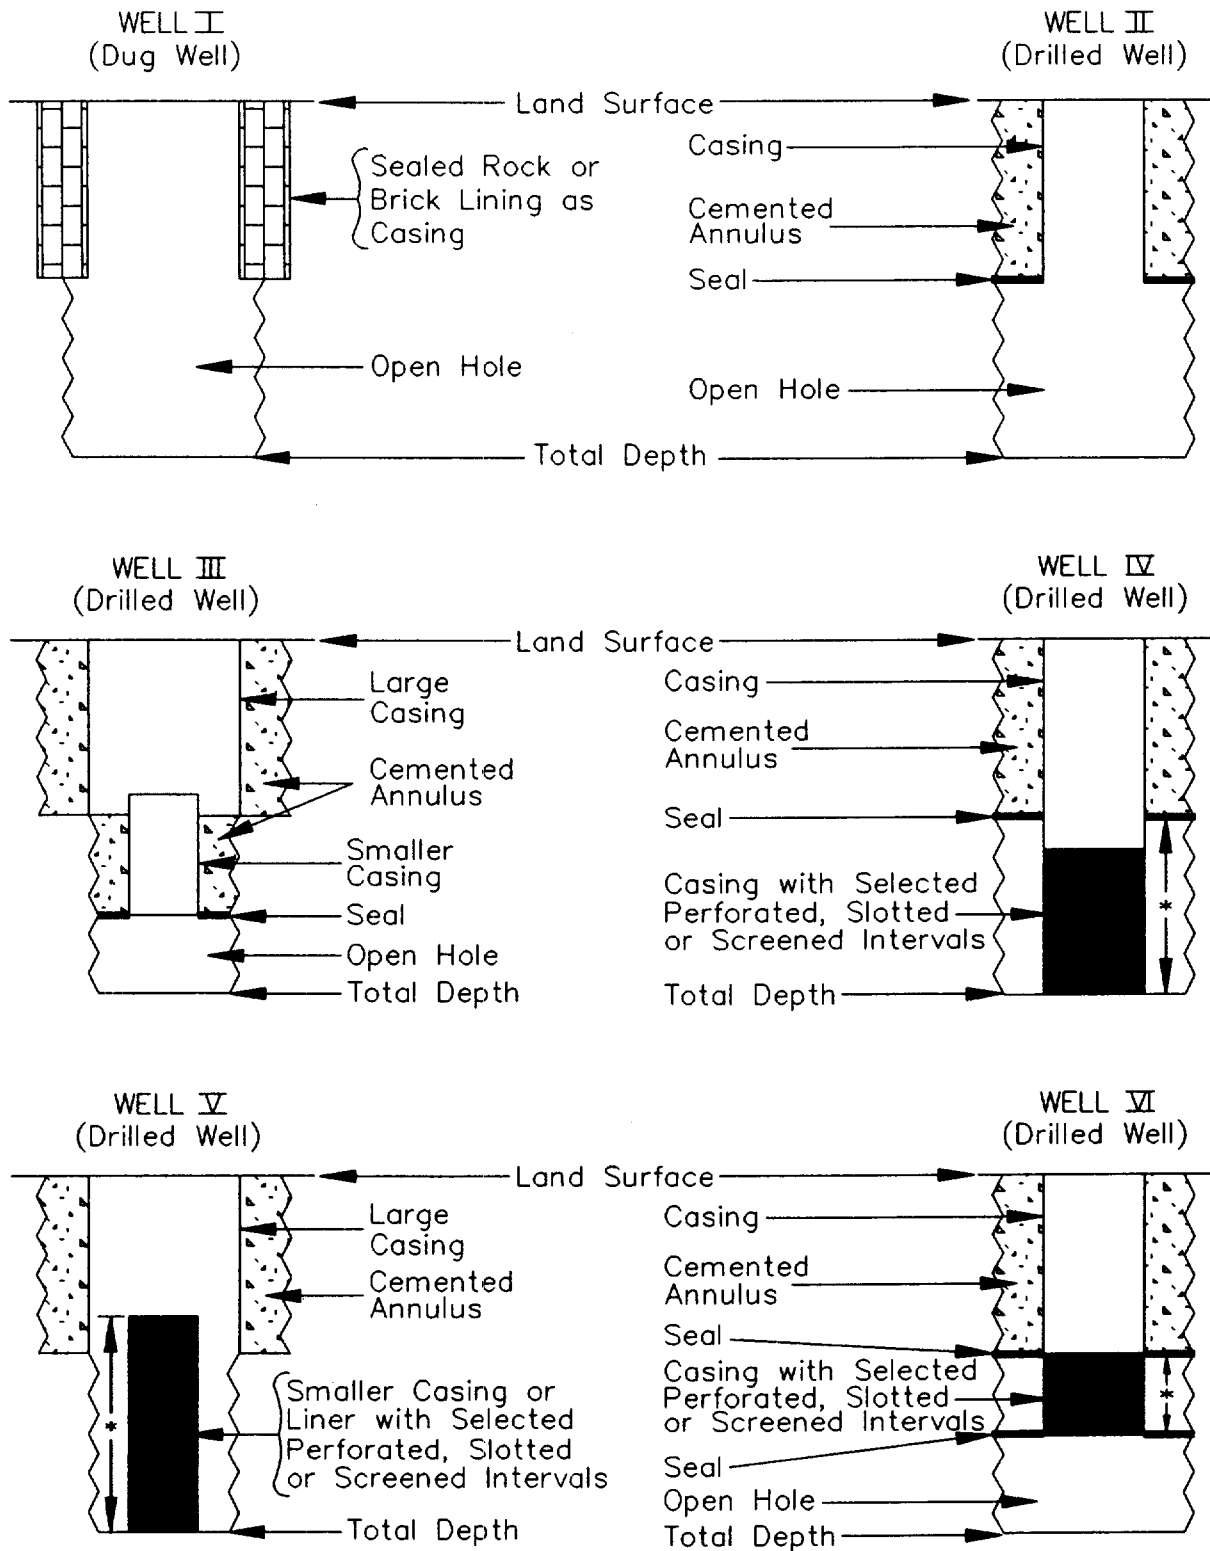 WELL I
(Dug Well)
WELL II
(Drilled Well)
Land Surface
Sealed Rock or
Brick Lining as
Casing
Casing
Cemented
Annulus
Seal
Open Hole
Open Hole
Total Depth
WELL III
(Drilled Well)
WELL IV
(Drilled Well)
Land Surface
Large
Casing
Cemented
Annulus
Smaller
Casing
Seal
Open Hole
Total Depth
Casing
Cemented
Annulus
Seal
Casing with Selected
Perforated, Slotted
or Screened Intervals
*
Total Depth
WELL V
(Drilled Well)
WELL VI
(Drilled Well)
Land Surface
Large
Casing
Cemented
Annulus
*
Smaller Casing or
Liner with Selected
Perforated, Slotted
or Screened Intervals
Total Depth
Casing
Cemented
Annulus
Seal
Casing with Selected
Perforated, Slotted
or Screened Intervals
*
Seal
Open Hole
Total Depth